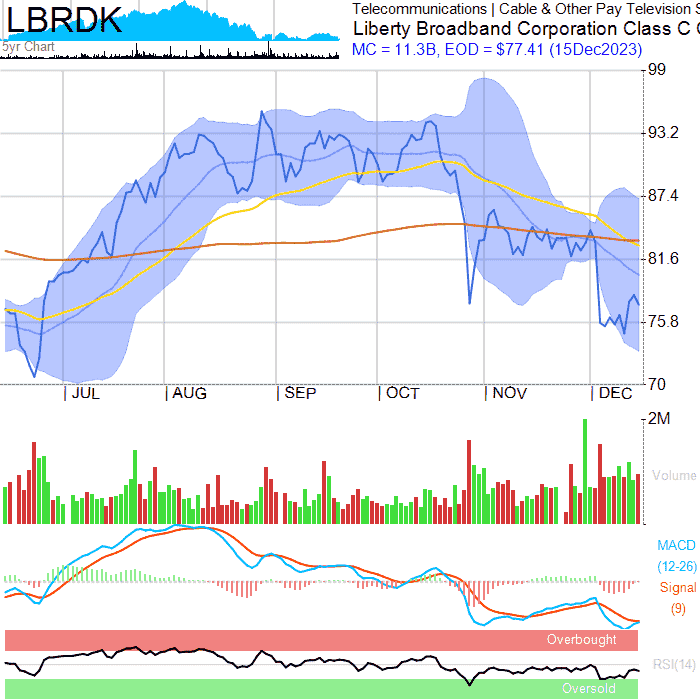 LBRDK
5yr Chart
Telecommunications | Cable & Other Pay Television S
Liberty Broadband Corporation Class C
MC = 11.3B, EOD = $77.41 (15Dec2023)
99
93.2
87.4
81.6
75.8
70
JUL AUG SEP OCT NOV DEC
2M
Volume
MACD
(12-26)
Signal
(9)
Overbought
RSI(14)
Oversold